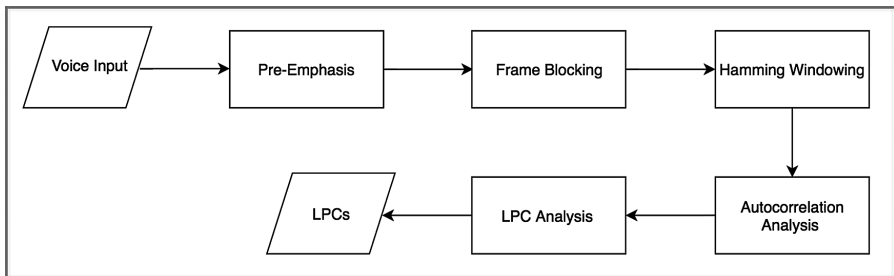 Voice Input
Pre-Emphasis
Frame Blocking
Hamming Windowing
Autocorrelation
Analysis
LPC Analysis
LPCs